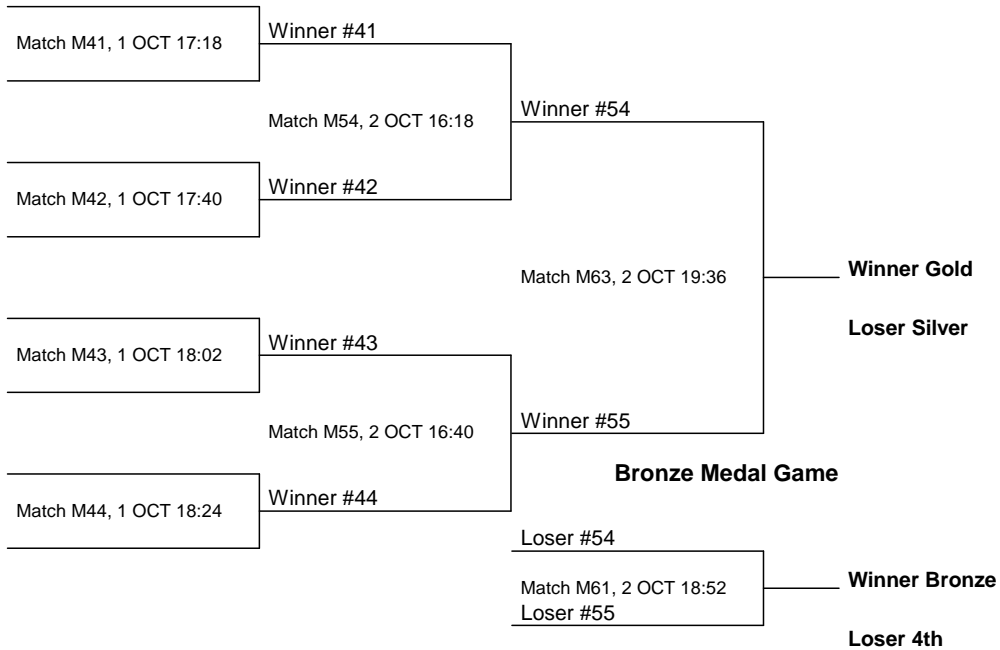 Winner #41
Match M41, 1 OCT 17:18
Winner #54
Match M54, 2 OCT 16:18
Winner #42
Match M42, 1 OCT 17:40
Winner Gold
Match M63, 2 OCT 19:36
Loser Silver
Winner #43
Match M43, 1 OCT 18:02
Winner #55
Match M55, 2 OCT 16:40
Bronze Medal Game
Winner #44
Match M44, 1 OCT 18:24
Loser #54
Winner Bronze
Match M61, 2 OCT 18:52
Loser #55
Loser 4th